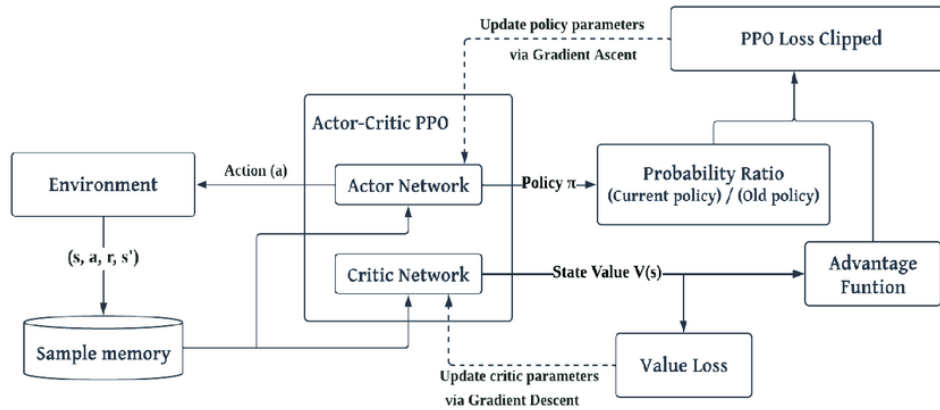 Update policy parameters
via Gradient Ascent
PPO Loss Clipped
Actor-Critic PPO
Environment
Action (a)
Actor Network
Policy π
Probability Ratio
(Current policy) / (Old policy)
(s, a, r, s')
Critic Network
State Value V(s)
Advantage
Funtion
Sample memory
Value Loss
Update critic parameters
via Gradient Descent